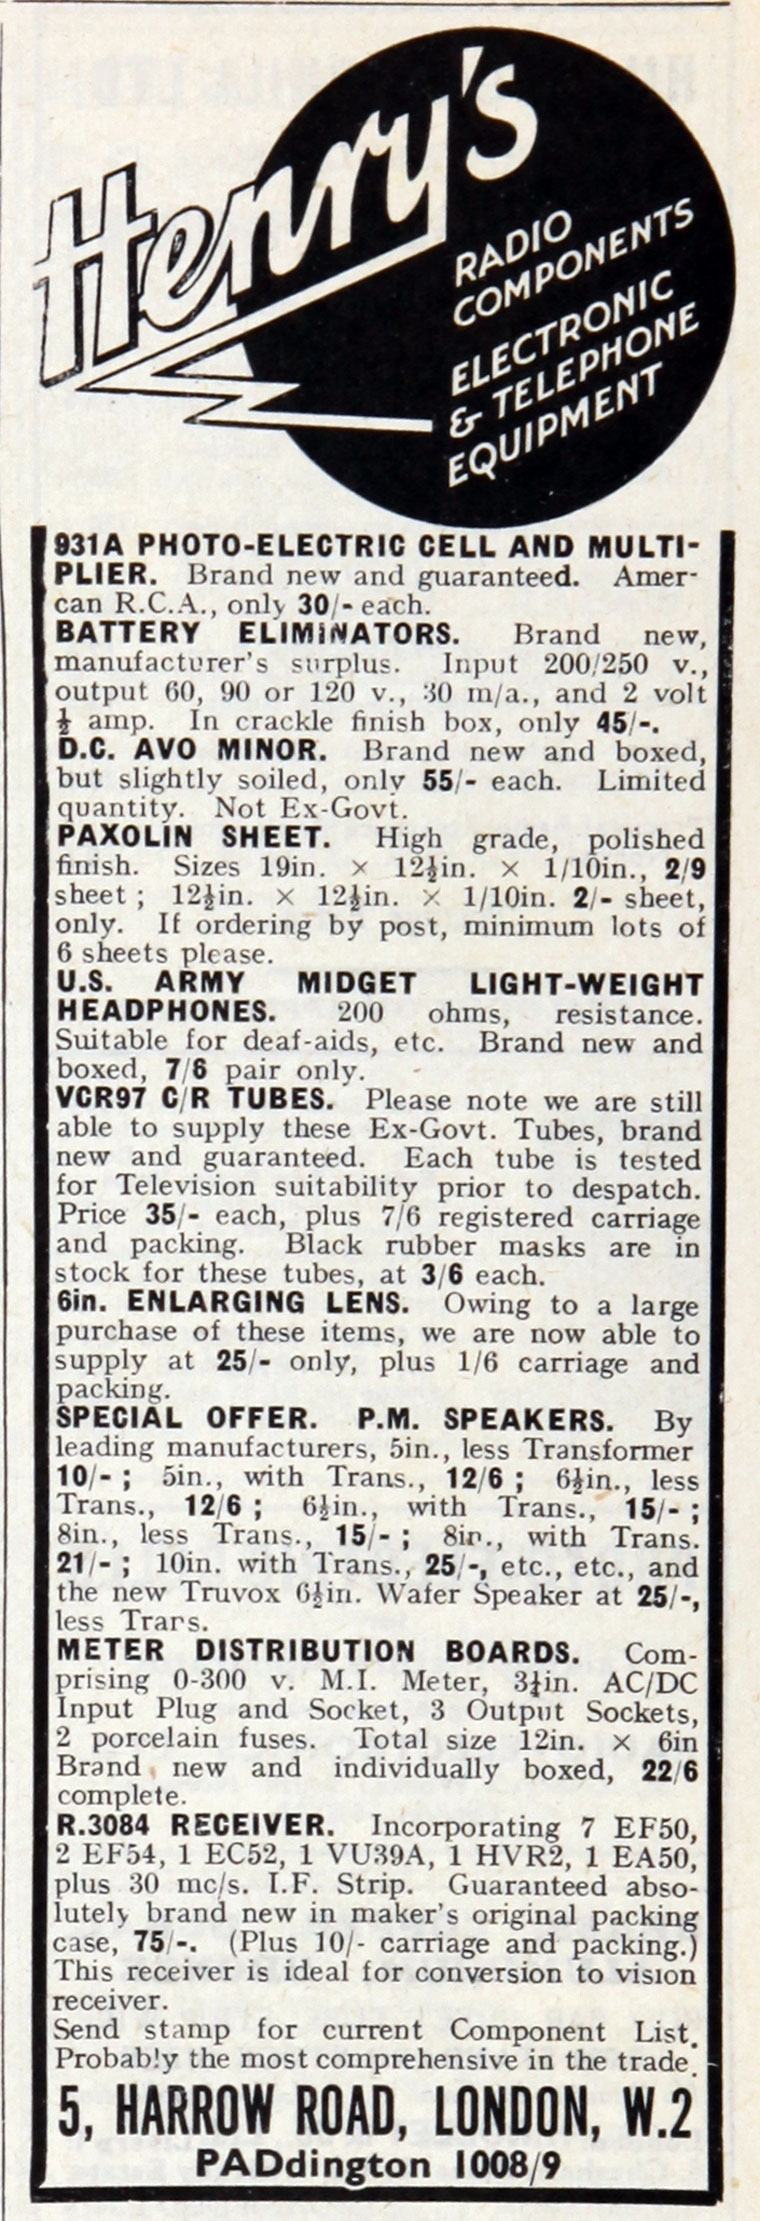 Henry's
RADIO
COMPONENTS
ELECTRONIC
& TELEPHONE
EQUIPMENT
931A PHOTO-ELECTRIC CELL AND MULTI-
PLIER. Brand new and guaranteed. Amer-
can R.C.A., only 30/- each.
BATTERY ELIMINATORS. Brand new,
manufacturer's surplus. Input 200/250 v.,
output 60, 90 or 120 v., 30 m/a., and 2 volt
½ amp. In crackle finish box, only 45/-.
D.C. AVO MINOR. Brand new and boxed,
but slightly soiled, only 55/- each. Limited
quantity. Not Ex-Govt.
PAXOLIN SHEET. High grade, polished
finish. Sizes 19in. × 12½in. × 1/10in., 2/9
sheet ; 12½in. × 12½in. × 1/10in. 2/- sheet,
only. If ordering by post, minimum lots of
6 sheets please.
U.S. ARMY MIDGET LIGHT-WEIGHT
HEADPHONES. 200 ohms, resistance.
Suitable for deaf-aids, etc. Brand new and
boxed, 7/6 pair only.
VCR97 C/R TUBES. Please note we are still
able to supply these Ex-Govt. Tubes, brand
new and guaranteed. Each tube is tested
for Television suitability prior to despatch.
Price 35/- each, plus 7/6 registered carriage
and packing. Black rubber masks are in
stock for these tubes, at 3/6 each.
6in. ENLARGING LENS. Owing to a large
purchase of these items, we are now able to
supply at 25/- only, plus 1/6 carriage and
packing.
SPECIAL OFFER. P.M. SPEAKERS. By
leading manufacturers, 5in., less Transformer
10/- ; 5in., with Trans., 12/6 ; 6½in., less
Trans., 12/6 ; 6½in., with Trans., 15/- ;
8in., less Trans., 15/- ; 8in., with Trans.
21/- ; 10in. with Trans., 25/-, etc., etc., and
the new Truvox 6½in. Wafer Speaker at 25/-,
less Trans.
METER DISTRIBUTION BOARDS. Com-
prising 0-300 v. M.I. Meter, 3½in. AC/DC
Input Plug and Socket, 3 Output Sockets,
2 porcelain fuses. Total size 12in. × 6in
Brand new and individually boxed, 22/6
complete.
R.3084 RECEIVER. Incorporating 7 EF50,
2 EF54, 1 EC52, 1 VU39A, 1 HVR2, 1 EA50,
plus 30 mc/s. I.F. Strip. Guaranteed abso-
lutely brand new in maker's original packing
case, 75/-. (Plus 10/- carriage and packing.)
This receiver is ideal for conversion to vision
receiver.
Send stamp for current Component List.
Probably the most comprehensive in the trade.
5, HARROW ROAD, LONDON, W.2
PADdington 1008/9